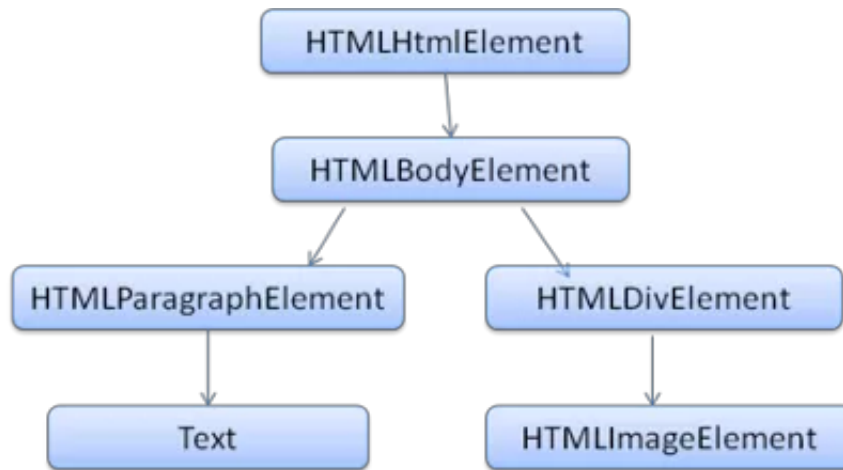 HTMLHtmlElement
HTMLBodyElement
HTMLParagraphElement
HTMLDivElement
Text
HTMLImageElement